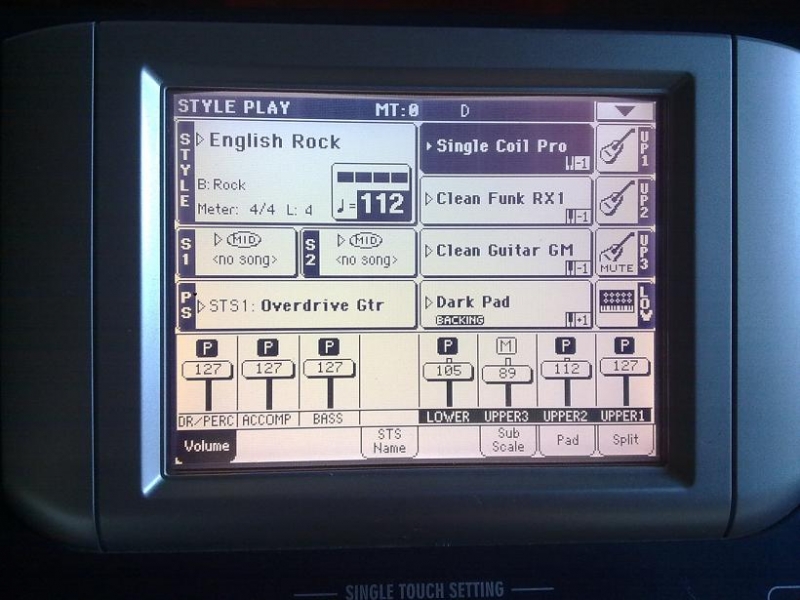 STYLE PLAY MT:0 D
STYLE
English Rock
B: Rock
Meter: 4/4 L: 4
♩=112
Single Coil Pro
-1
UP1
Clean Funk RX1
-1
UP2
S1
MID
<no song>
S2
MID
<no song>
Clean Guitar GM
-1
MUTE
UP3
PS
STS1: Overdrive Gtr
Dark Pad
BACKING
+1
LOW
P P P P M P P
127 127 127 105 89 112 127
DR/PERC ACCOMP BASS LOWER UPPER3 UPPER2 UPPER1
Volume
STS
Name
Sub
Scale
Pad
Split
SINGLE TOUCH SETTING